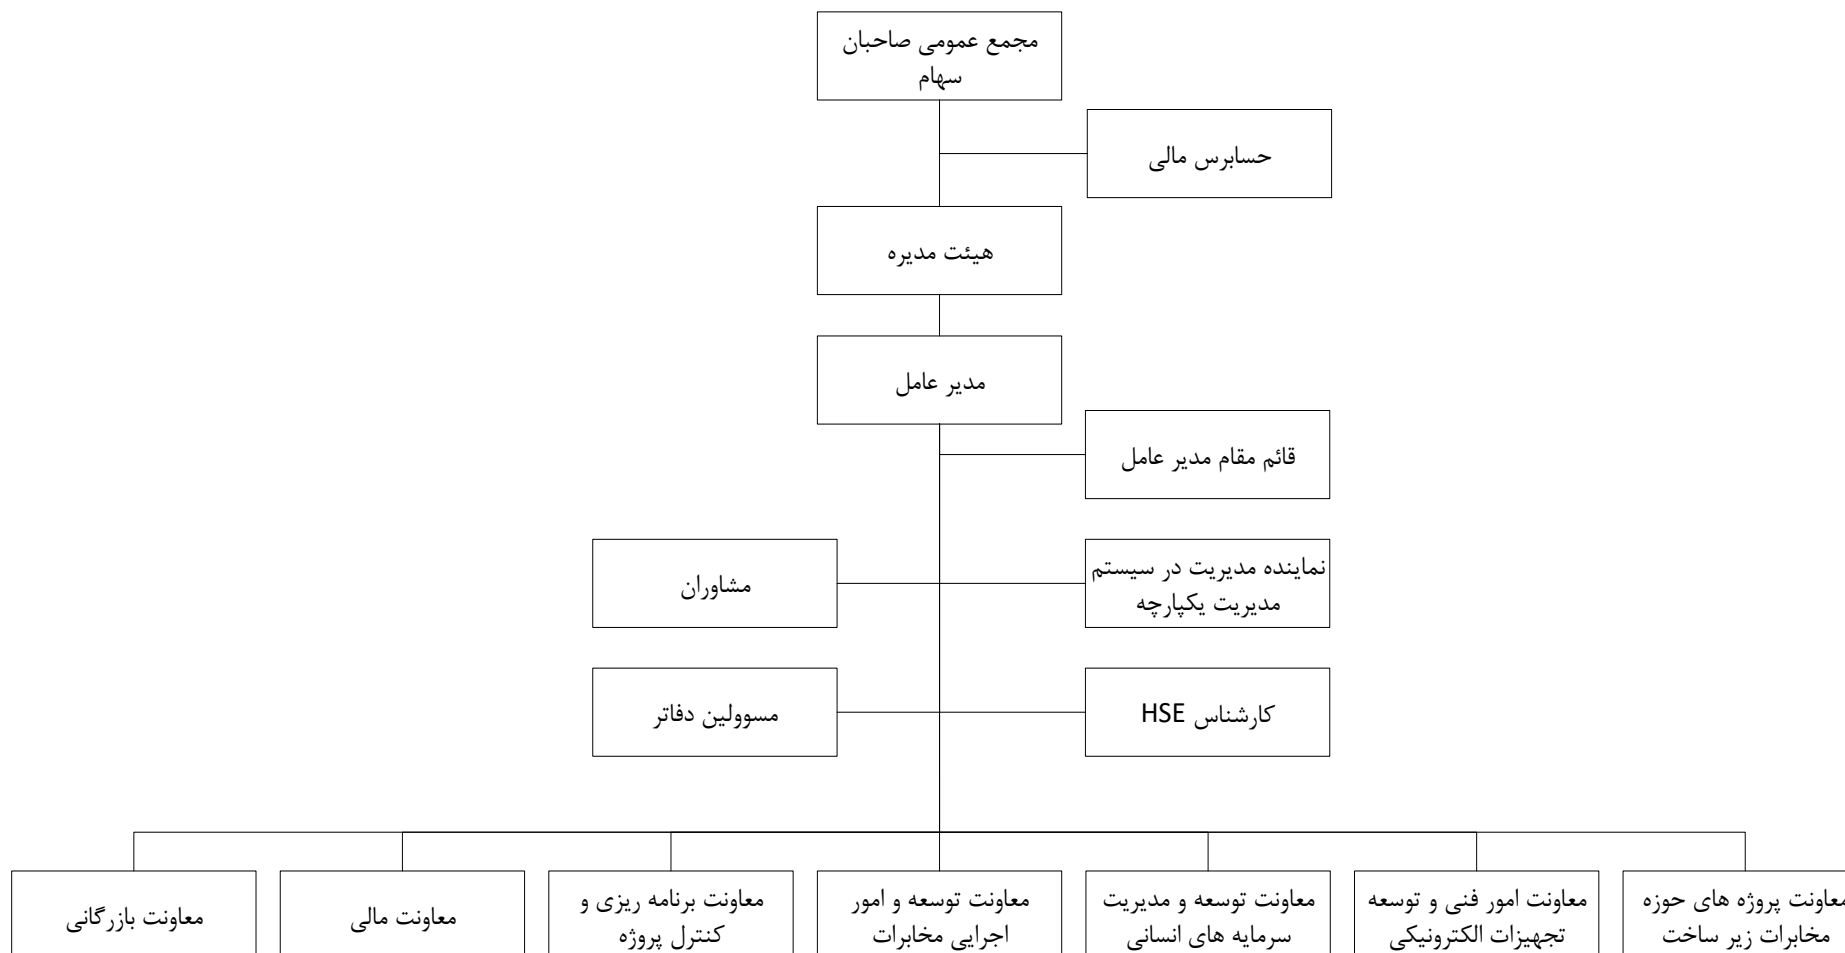 مجمع عمومی صاحبان
سهام
حسابرس مالی
هیئت مدیره
مدیر عامل
قائم مقام مدیر عامل
نماینده مدیریت در سیستم
مدیریت یکپارچه
مشاوران
کارشناس HSE
مسوولین دفاتر
معاونت پروژه های حوزه
مخابرات زیر ساخت
معاونت امور فنی و توسعه
تجهیزات الکترونیکی
معاونت توسعه و مدیریت
سرمایه های انسانی
معاونت توسعه و امور
اجرایی مخابرات
معاونت برنامه ریزی و
کنترل پروژه
معاونت مالی
معاونت بازرگانی